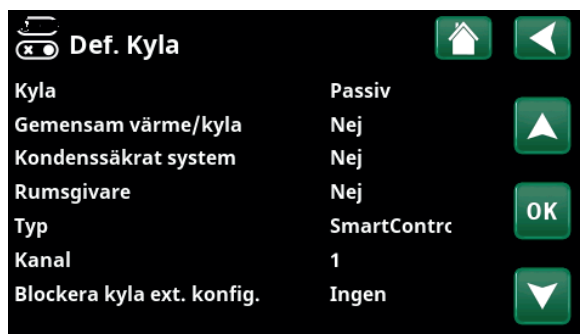 Def. Kyla
Kyla Passiv
Gemensam värme/kyla Nej
Kondenssäkrat system Nej
Rumsgivare Nej
Typ SmartContrc
OK
Kanal 1
Blockera kyla ext. konfig. Ingen